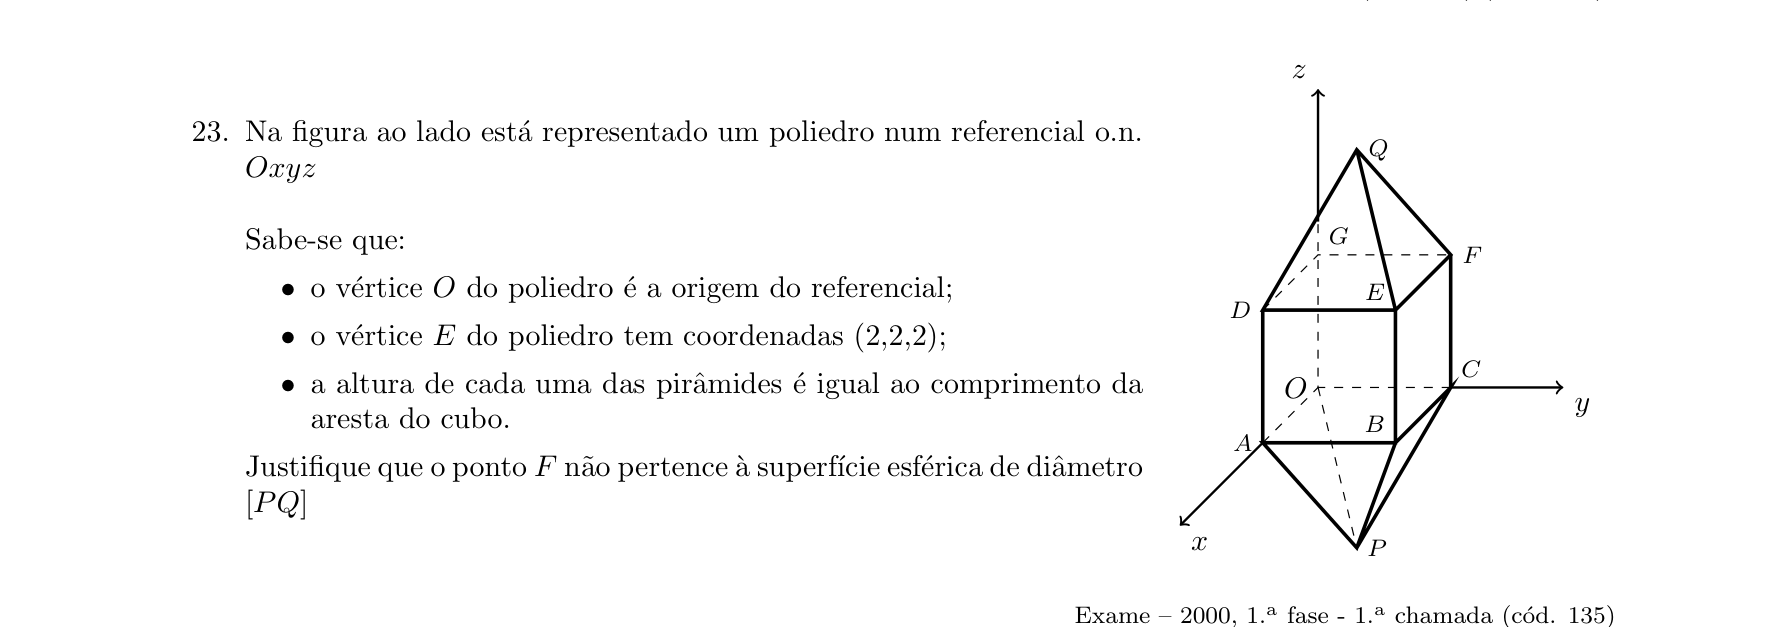 23. Na figura ao lado está representado um poliedro num referencial o.n.
Oxyz
Sabe-se que:
• o vértice O do poliedro é a origem do referencial;
• o vértice E do poliedro tem coordenadas (2,2,2);
• a altura de cada uma das pirâmides é igual ao comprimento da
aresta do cubo.
Justifique que o ponto F não pertence à superfície esférica de diâmetro
[PQ]
z
Q
G
F
E
D
C
O
y
B
A
x
P
Exame – 2000, 1.ª fase - 1.ª chamada (cód. 135)